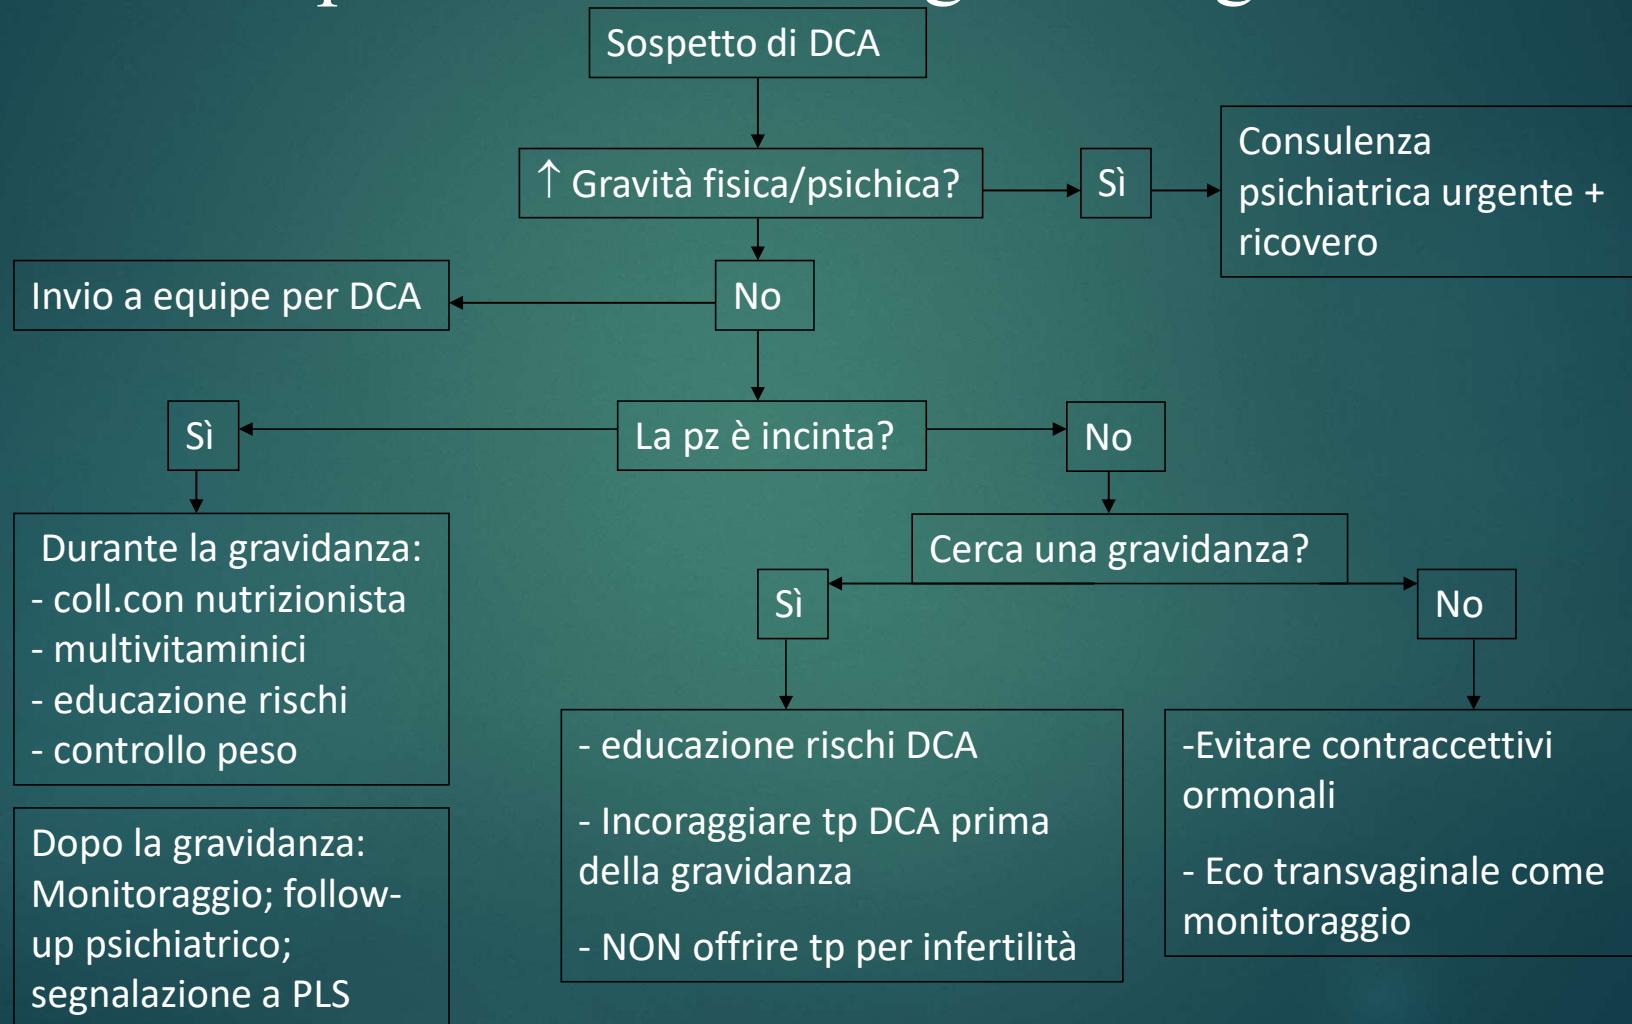 Sospetto di DCA
↑ Gravità fisica/psichica?
Sì
Consulenza
psichiatrica urgente +
ricovero
Invio a equipe per DCA
No
Sì
La pz è incinta?
No
Durante la gravidanza:
- coll.con nutrizionista
- multivitaminici
- educazione rischi
- controllo peso
Cerca una gravidanza?
Sì
No
- educazione rischi DCA
- Incoraggiare tp DCA prima
della gravidanza
- NON offrire tp per infertilità
-Evitare contraccettivi
ormonali
- Eco transvaginale come
monitoraggio
Dopo la gravidanza:
Monitoraggio; follow-
up psichiatrico;
segnalazione a PLS